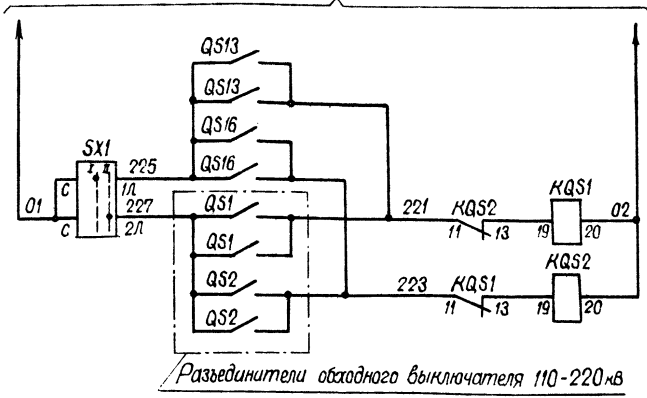 QS13
QS13
QS16
SX1
I II
225
QS16
C
1Л
01
227
QS1
221
KQS2
KQS1
02
C
2Л
11
13
19
20
QS1
KQS2
QS2
223
KQS1
11
13
19
20
QS2
Разъединители обходного выключателя 110-220 кВ